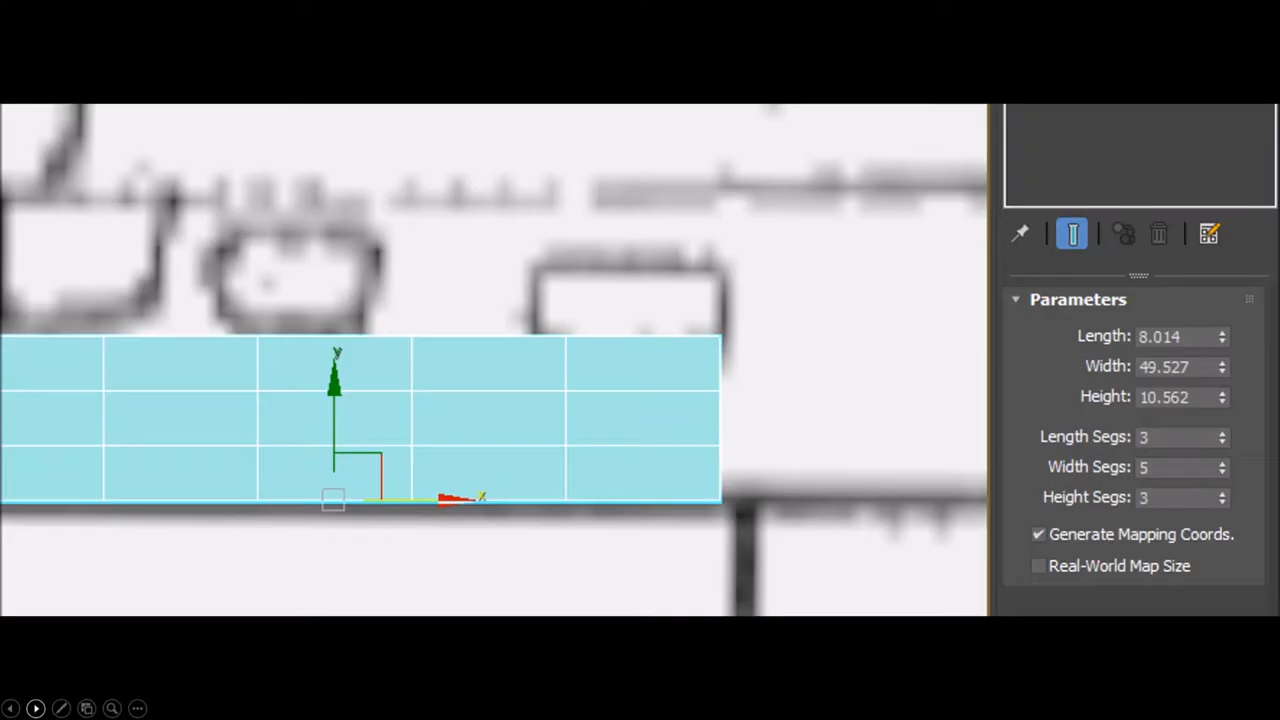 Parameters
Length: 8.014
Width: 49.527
Height: 10.562
Length Segs: 3
Width Segs: 5
Height Segs: 3
Generate Mapping Coords.
Real-World Map Size
y
x